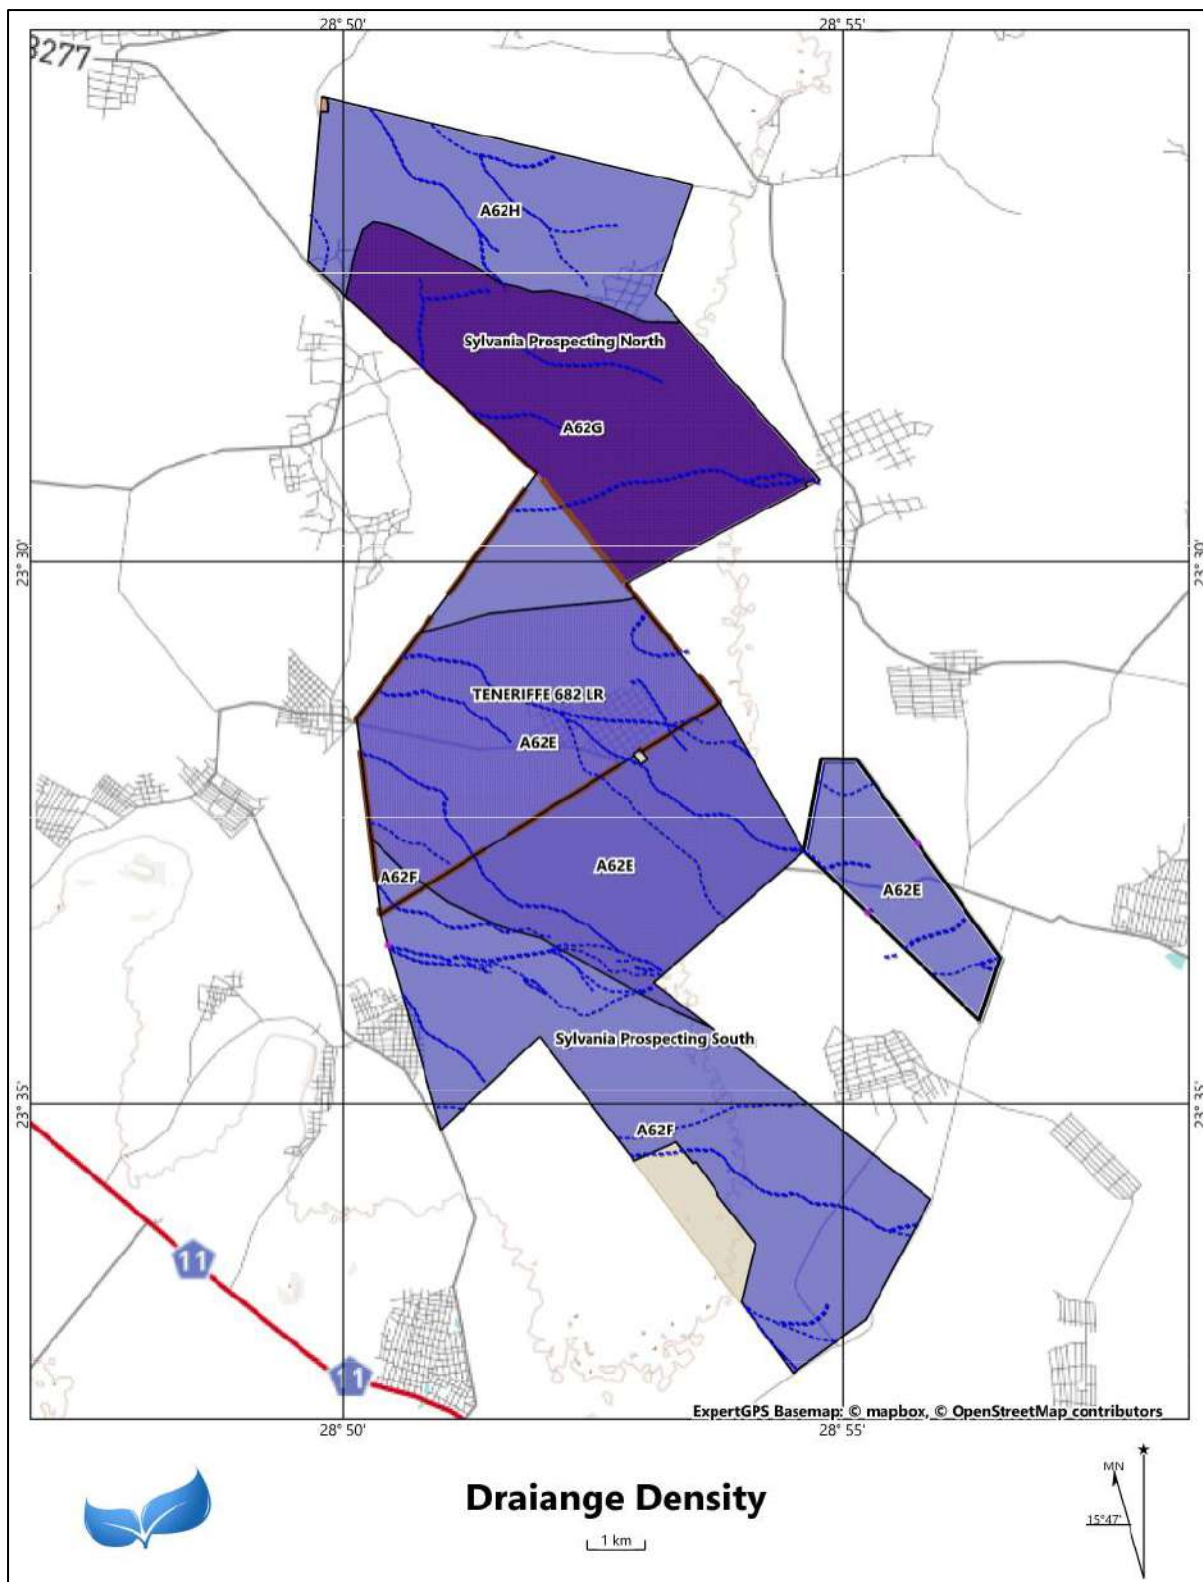 28° 50'
28° 55'
3277
A62H
Sylvania Prospecting North
A62G
23° 30'
23° 30'
TENERIFFE 682 LR
A62E
A62F
A62E
A62E
Sylvania Prospecting South
23° 35'
23° 35'
A62F
11
11
ExpertGPS Basemap: © mapbox, © OpenStreetMap contributors
28° 50'
28° 55'
Draiange Density
1 km
MN
15°47'